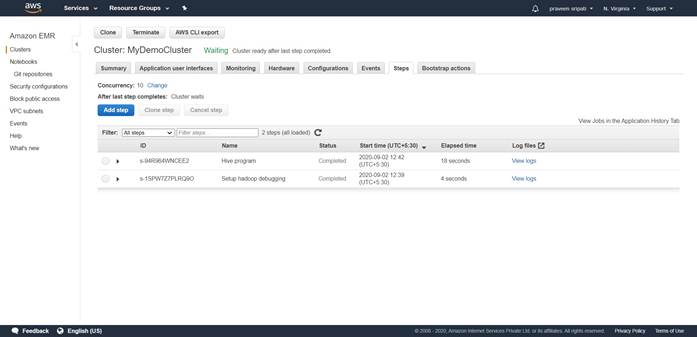 aws
Services
Resource Groups
praveen sripati
N. Virginia
Support
Amazon EMR
Clusters
Notebooks
Git repositories
Security configurations
Block public access
VPC subnets
Events
Help
What's new
Clone
Terminate
AWS CLI export
Cluster: MyDemoCluster Waiting Cluster ready after last step completed
Summary
Application user interfaces
Monitoring
Hardware
Configurations
Events
Steps
Bootstrap actions
Concurrency: 10 Change
After last step completes: Cluster waits
Add step
Clone step
Cancel step
View Jobs in the Application History Tab
Filter: All steps Filter steps ... 2 steps (all loaded)
ID Name Status Start time (UTC+5:30) Elapsed time Log files
s-94R964WNCEE2 Hive program Completed 2020-09-02 12:42 (UTC+5:30) 18 seconds View logs
s-1SPW7Z7PLRQ9O Setup hadoop debugging Completed 2020-09-02 12:39 (UTC+5:30) 4 seconds View logs
Feedback
English (US)
© 2008 - 2020, Amazon Internet Services Private Ltd. or its affiliates. All rights reserved.
Privacy Policy
Terms of Use